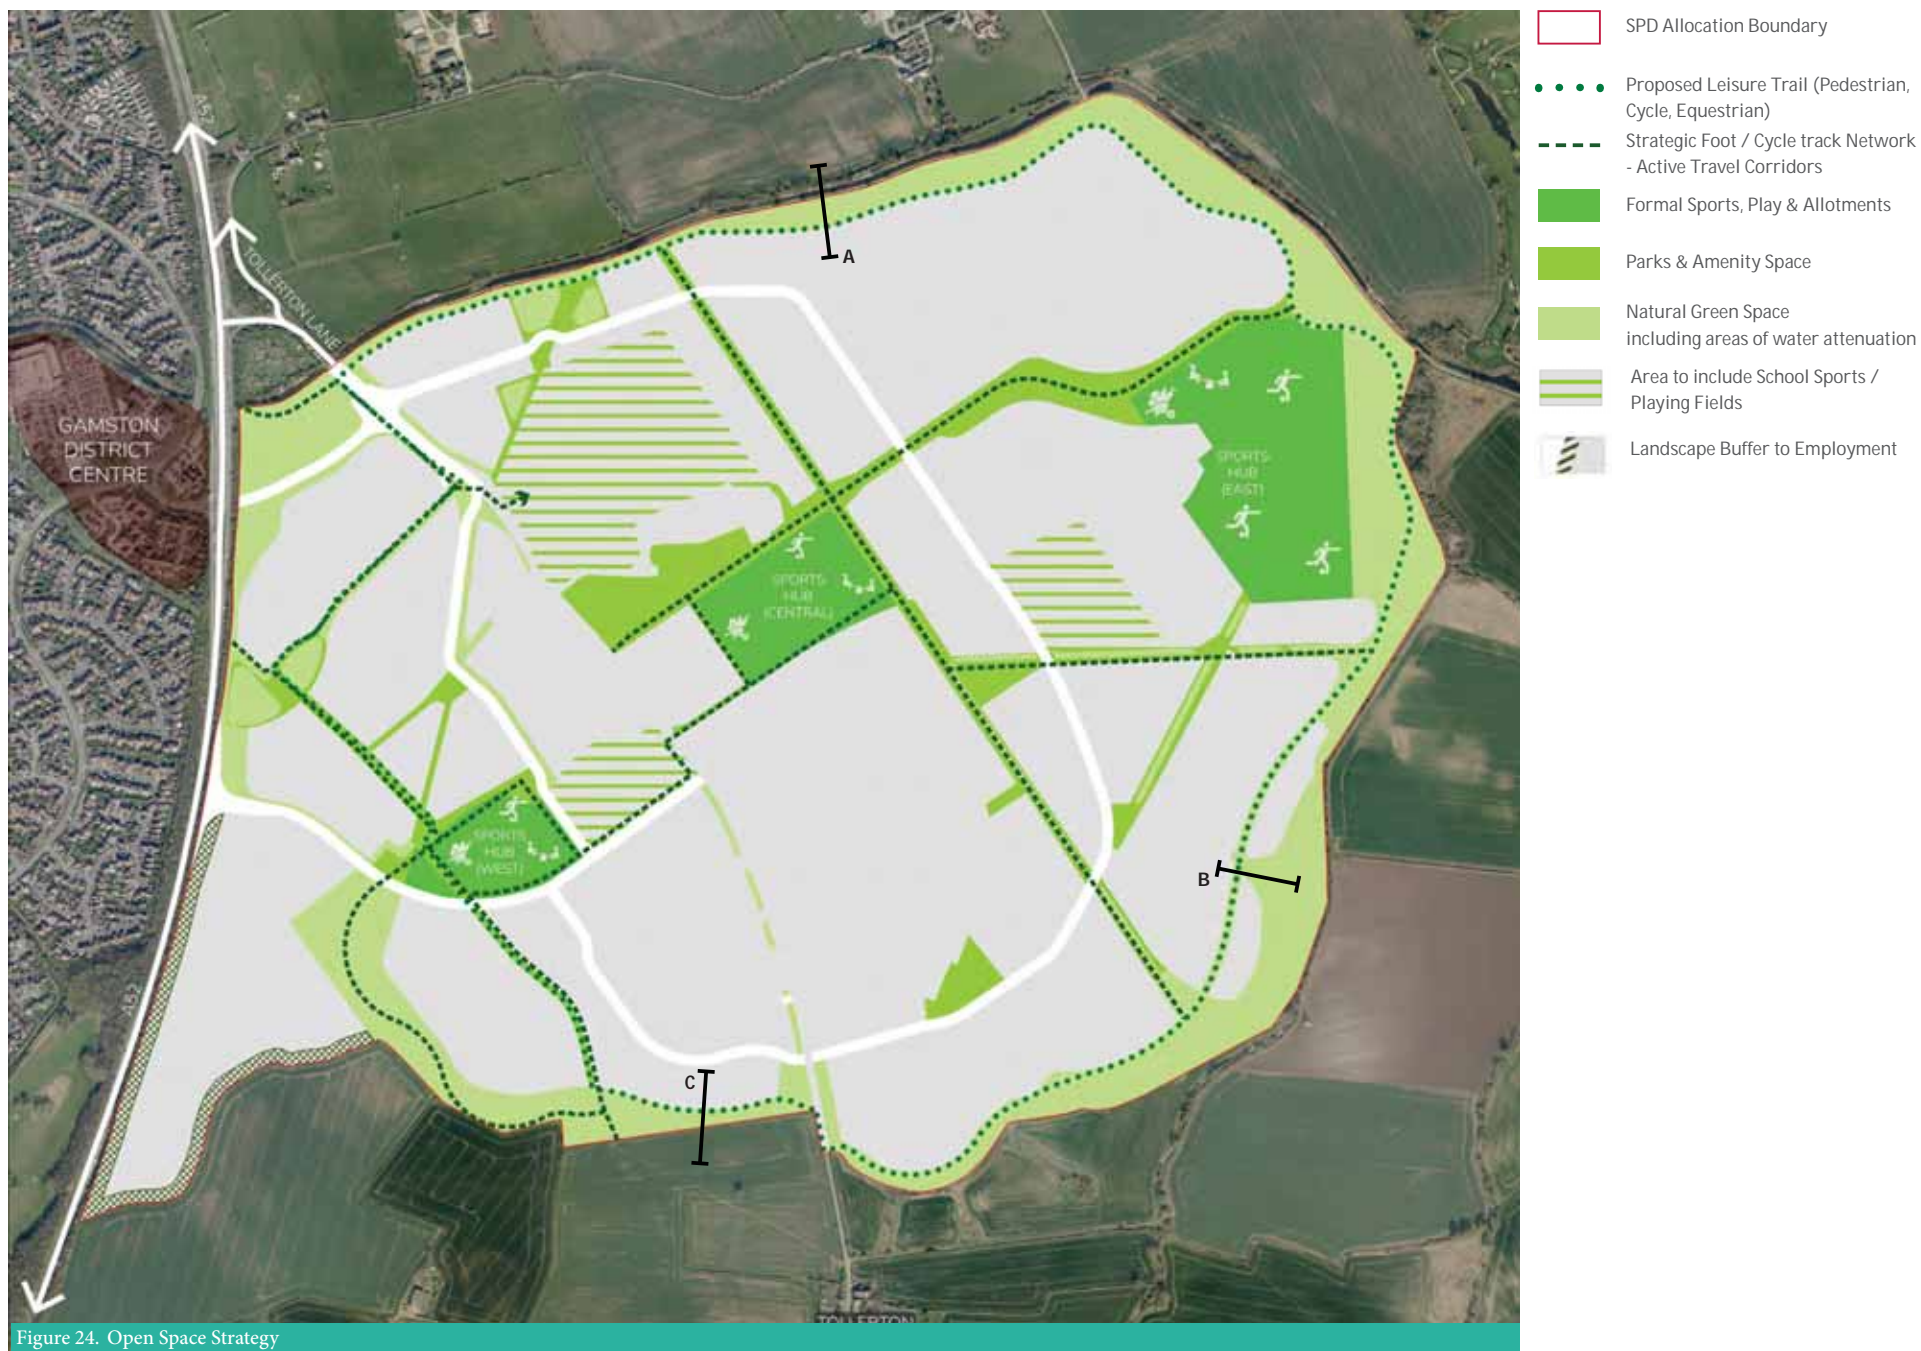 A52
TOLLERTON LANE
GAMSTON
DISTRICT
CENTRE
A
SPORTS
HUB
(EAST)
SPORTS
HUB
(CENTRAL)
SPORTS
HUB
(WEST)
B
A52
C
TOLLERTON
Figure 24. Open Space Strategy
SPD Allocation Boundary
Proposed Leisure Trail (Pedestrian,
Cycle, Equestrian)
Strategic Foot / Cycle track Network
- Active Travel Corridors
Formal Sports, Play & Allotments
Parks & Amenity Space
Natural Green Space
including areas of water attenuation
Area to include School Sports /
Playing Fields
Landscape Buffer to Employment